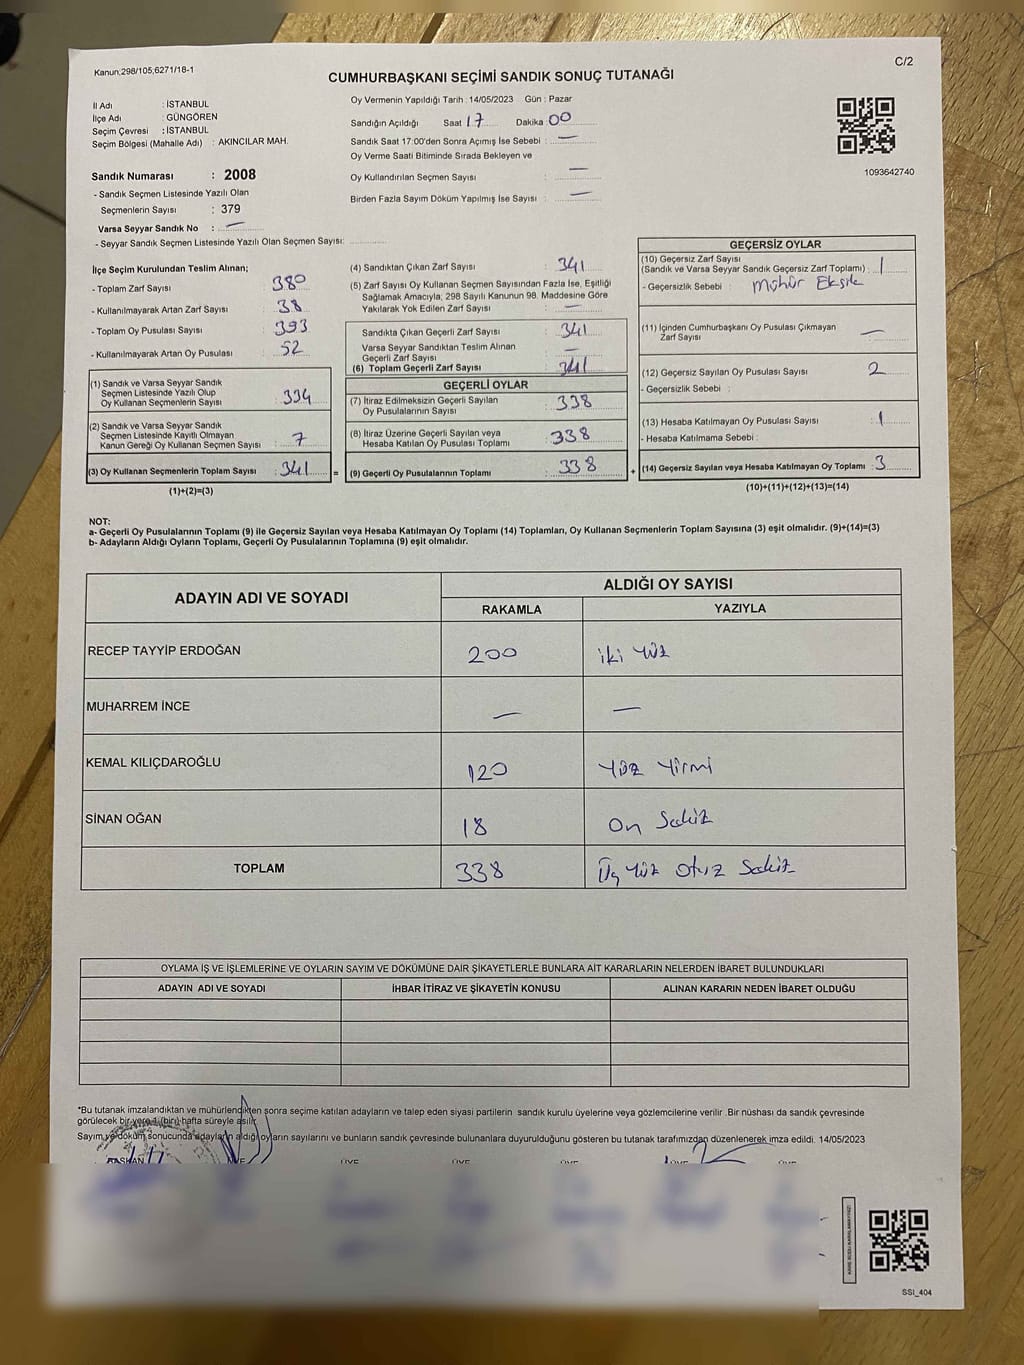 Kanun;298/105,6271/18-1
C/2
CUMHURBAŞKANI SEÇİMİ SANDIK SONUÇ TUTANAĞI
İl Adı : İSTANBUL
İlçe Adı : GÜNGÖREN
Seçim Çevresi : İSTANBUL
Seçim Bölgesi (Mahalle Adı) : AKINCILAR MAH.
Sandık Numarası : 2008
- Sandık Seçmen Listesinde Yazılı Olan
Seçmenlerin Sayısı : 379
Varsa Seyyar Sandık No : —
- Seyyar Sandık Seçmen Listesinde Yazılı Olan Seçmen Sayısı:
Oy Vermenin Yapıldığı Tarih : 14/05/2023 Gün : Pazar
Sandığın Açıldığı Saat 17 Dakika : 00
Sandık Saat 17:00'den Sonra Açımış İse Sebebi : —
Oy Verme Saati Bitiminde Sırada Bekleyen ve
Oy Kullandırılan Seçmen Sayısı : —
Birden Fazla Sayım Döküm Yapılmış İse Sayısı : —
1093642740
İlçe Seçim Kurulundan Teslim Alınan;
- Toplam Zarf Sayısı : 380
- Kullanılmayarak Artan Zarf Sayısı : 38
- Toplam Oy Pusulası Sayısı : 393
- Kullanılmayarak Artan Oy Pusulası : 52
(1) Sandık ve Varsa Seyyar Sandık
Seçmen Listesinde Yazılı Olup
Oy Kullanan Seçmenlerin Sayısı : 334
(2) Sandık ve Varsa Seyyar Sandık
Seçmen Listesinde Kayıtlı Olmayan
Kanun Gereği Oy Kullanan Seçmen Sayısı : 7
(3) Oy Kullanan Seçmenlerin Toplam Sayısı : 341 =
(1)+(2)=(3)
(4) Sandıktan Çıkan Zarf Sayısı : 341
(5) Zarf Sayısı Oy Kullanan Seçmen Sayısından Fazla İse, Eşitliği
Sağlamak Amacıyla; 298 Sayılı Kanunun 98. Maddesine Göre
Yakılarak Yok Edilen Zarf Sayısı : —
Sandıkta Çıkan Geçerli Zarf Sayısı : 341
Varsa Seyyar Sandıktan Teslim Alınan
Geçerli Zarf Sayısı : —
(6) Toplam Geçerli Zarf Sayısı : 341
GEÇERLİ OYLAR
(7) İtiraz Edilmeksizin Geçerli Sayılan
Oy Pusulalarının Sayısı : 338
(8) İtiraz Üzerine Geçerli Sayılan veya
Hesaba Katılan Oy Pusulası Toplamı : 338
(9) Geçerli Oy Pusulalarının Toplamı : 338 +
GEÇERSİZ OYLAR
(10) Geçersiz Zarf Sayısı
(Sandık ve Varsa Seyyar Sandık Geçersiz Zarf Toplamı) : 1
- Geçersizlik Sebebi : Mühür Eksik
(11) İçinden Cumhurbaşkanı Oy Pusulası Çıkmayan
Zarf Sayısı : —
(12) Geçersiz Sayılan Oy Pusulası Sayısı : 2
- Geçersizlik Sebebi :
(13) Hesaba Katılmayan Oy Pusulası Sayısı : 1
- Hesaba Katılmama Sebebi :
(14) Geçersiz Sayılan veya Hesaba Katılmayan Oy Toplamı : 3
(10)+(11)+(12)+(13)=(14)
NOT:
a- Geçerli Oy Pusulalarının Toplamı (9) ile Geçersiz Sayılan veya Hesaba Katılmayan Oy Toplamı (14) Toplamları, Oy Kullanan Seçmenlerin Toplam Sayısına (3) eşit olmalıdır. (9)+(14)=(3)
b- Adayların Aldığı Oyların Toplamı, Geçerli Oy Pusulalarının Toplamına (9) eşit olmalıdır.
ADAYIN ADI VE SOYADI
ALDIĞI OY SAYISI
RAKAMLA YAZIYLA
RECEP TAYYİP ERDOĞAN 200 iki Yüz
MUHARREM İNCE — —
KEMAL KILIÇDAROĞLU 120 Yüz Yirmi
SİNAN OĞAN 18 On Sekiz
TOPLAM 338 Üç Yüz Otuz Sekiz
OYLAMA İŞ VE İŞLEMLERİNE VE OYLARIN SAYIM VE DÖKÜMÜNE DAİR ŞİKAYETLERLE BUNLARA AİT KARARLARIN NELERDEN İBARET BULUNDUKLARI
ADAYIN ADI VE SOYADI İHBAR İTİRAZ VE ŞİKAYETİN KONUSU ALINAN KARARIN NEDEN İBARET OLDUĞU
*Bu tutanak imzalandıktan ve mühürlendikten sonra seçime katılan adayların ve talep eden siyasi partilerin sandık kurulu üyelerine veya gözlemcilerine verilir .Bir nüshası da sandık çevresinde
görülecek bir yere 1 (bir) hafta süreyle asılır.
Sayım ve döküm sonucunda adayların aldığı oyların sayılarını ve bunların sandık çevresinde bulunanlara duyurulduğunu gösteren bu tutanak tarafımızdan düzenlenerek imza edildi. 14/05/2023
BAŞKAN ÜYE ÜYE ÜYE ÜYE ÜYE ÜYE
SSI_404